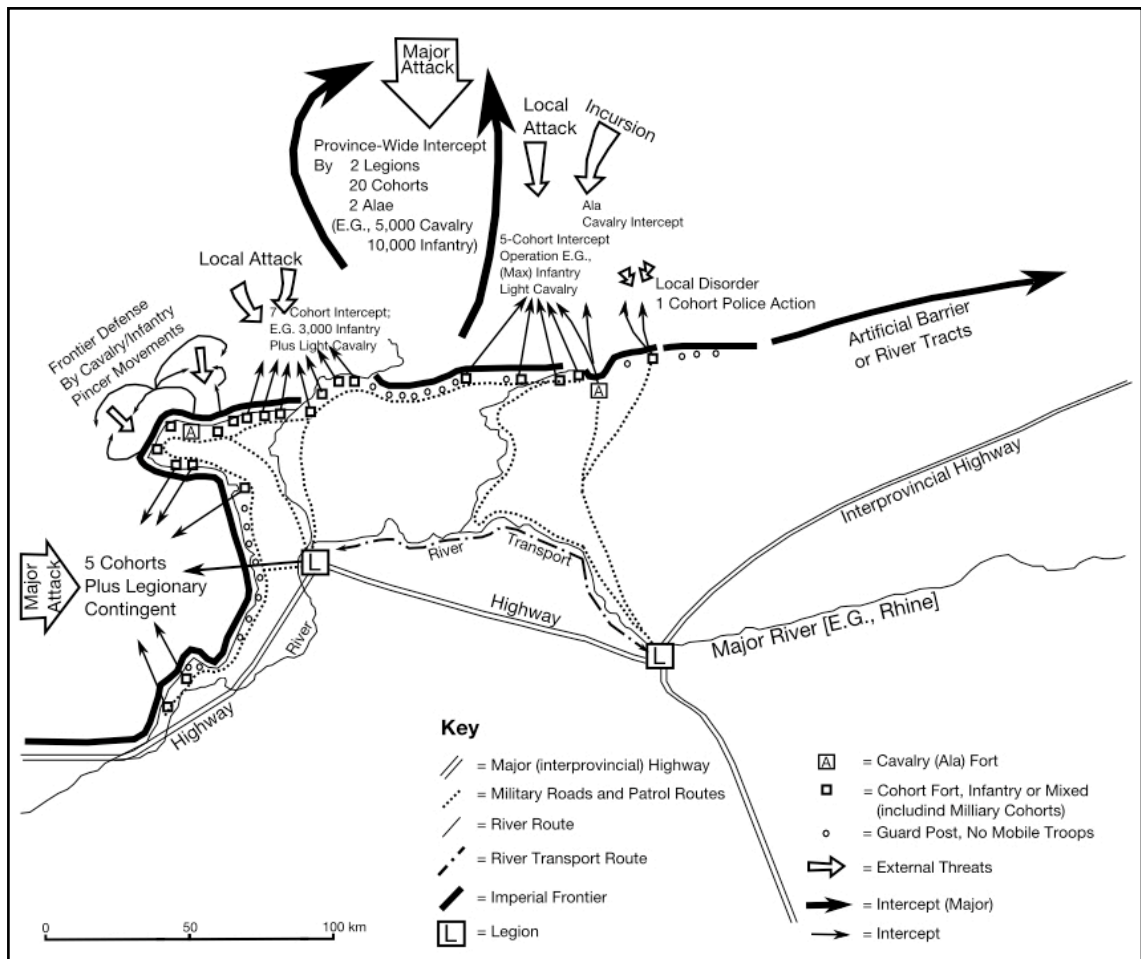 Major
Attack
Province-Wide Intercept
By 2 Legions
20 Cohorts
2 Alae
(E.G., 5,000 Cavalry
10,000 Infantry)
Local
Attack
Incursion
Ala
Cavalry Intercept
5-Cohort Intercept
Operation E.G.,
(Max) Infantry
Light Cavalry
Local Disorder
1 Cohort Police Action
Local Attack
7 Cohort Intercept;
E.G. 3,000 Infantry
Plus Light Cavalry
Frontier Defense
By Cavalry/Infantry
Pincer Movements
Artificial Barrier
or River Tracts
A
A
Interprovincial Highway
Major
Attack
5 Cohorts
Plus Legionary
Contingent
L
River
Transport
Highway
River
Highway
L
Major River [E.G., Rhine]
Key
= Major (interprovincial) Highway
= Military Roads and Patrol Routes
= River Route
= River Transport Route
= Imperial Frontier
L = Legion
A = Cavalry (Ala) Fort
= Cohort Fort, Infantry or Mixed
(includind Milliary Cohorts)
= Guard Post, No Mobile Troops
= External Threats
= Intercept (Major)
= Intercept
0 50 100 km